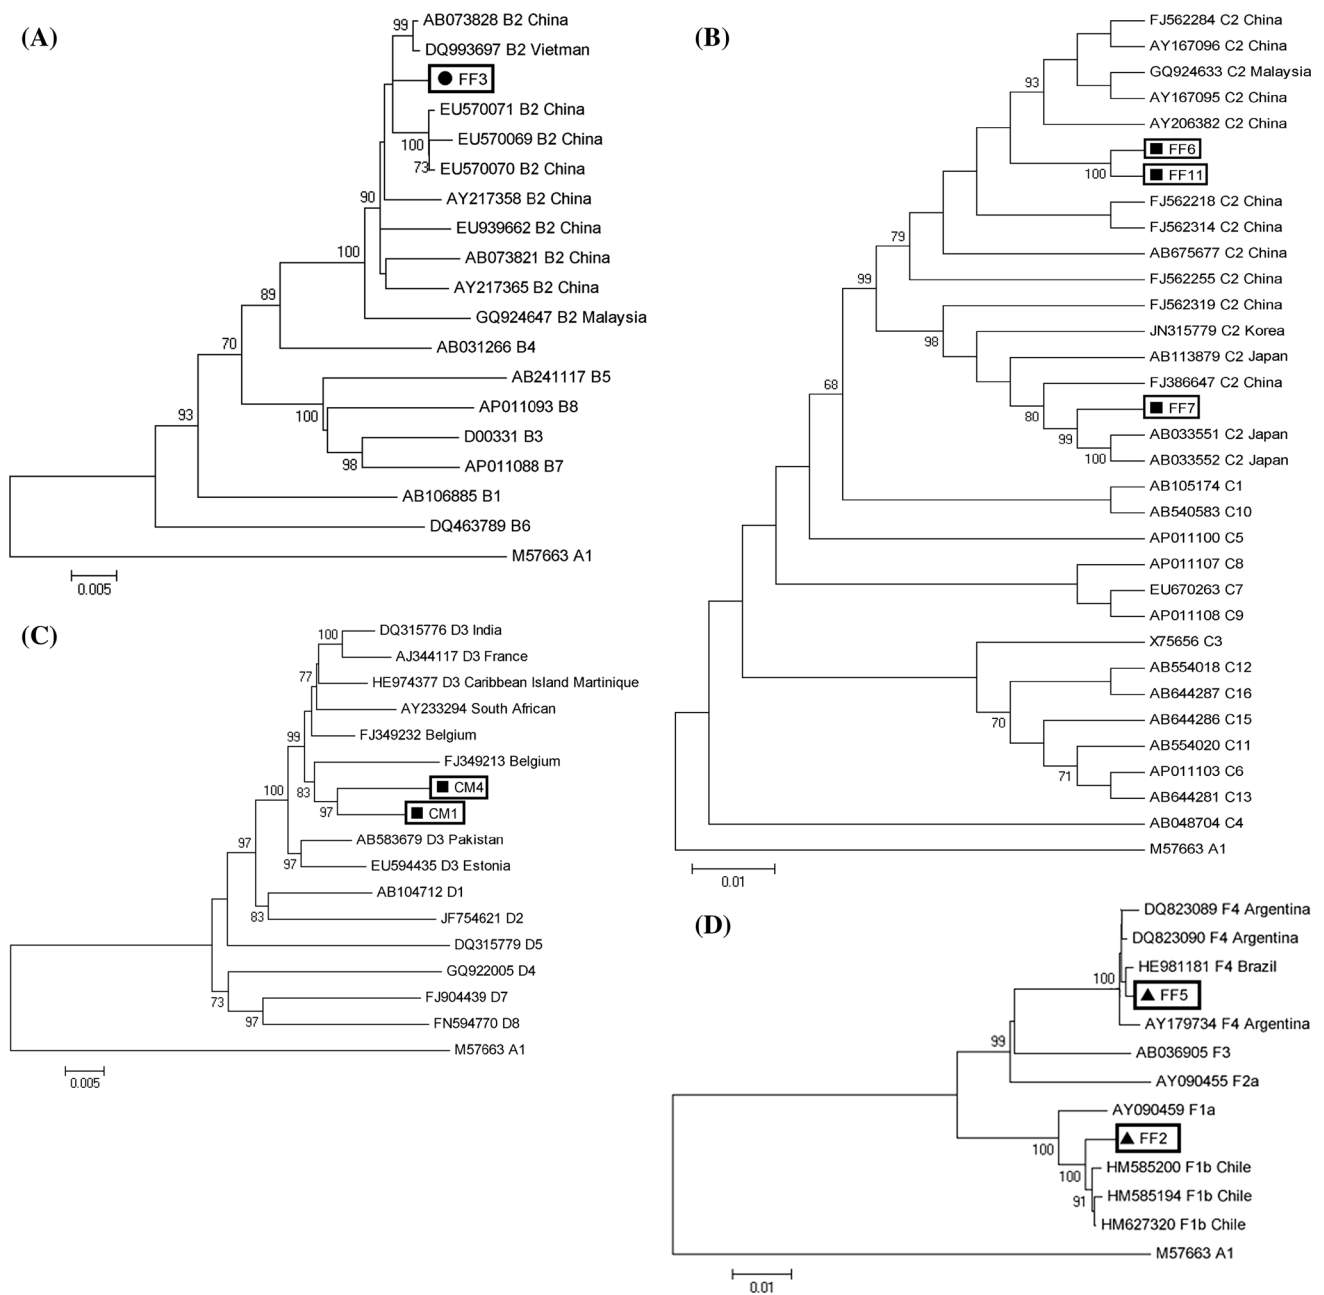 (A)
99
AB073828 B2 China
DQ993697 B2 Vietman
FF3
EU570071 B2 China
100
EU570069 B2 China
73
EU570070 B2 China
90
AY217358 B2 China
EU939662 B2 China
100
AB073821 B2 China
AY217365 B2 China
89
GQ924647 B2 Malaysia
70
AB031266 B4
AB241117 B5
100
AP011093 B8
93
D00331 B3
98
AP011088 B7
AB106885 B1
DQ463789 B6
M57663 A1
0.005
(B)
FJ562284 C2 China
AY167096 C2 China
93
GQ924633 C2 Malaysia
AY167095 C2 China
AY206382 C2 China
FF6
100
FF11
FJ562218 C2 China
FJ562314 C2 China
79
AB675677 C2 China
99
FJ562255 C2 China
FJ562319 C2 China
98
JN315779 C2 Korea
AB113879 C2 Japan
68
FJ386647 C2 China
80
FF7
99
AB033551 C2 Japan
100
AB033552 C2 Japan
AB105174 C1
AB540583 C10
AP011100 C5
AP011107 C8
EU670263 C7
AP011108 C9
X75656 C3
AB554018 C12
AB644287 C16
70
AB644286 C15
AB554020 C11
71
AP011103 C6
AB644281 C13
AB048704 C4
M57663 A1
0.01
(C)
100
DQ315776 D3 India
AJ344117 D3 France
77
HE974377 D3 Caribbean Island Martinique
AY233294 South African
99
FJ349232 Belgium
FJ349213 Belgium
100
83
CM4
97
CM1
97
AB583679 D3 Pakistan
97
EU594435 D3 Estonia
AB104712 D1
83
JF754621 D2
DQ315779 D5
GQ922005 D4
73
FJ904439 D7
97
FN594770 D8
M57663 A1
0.005
(D)
DQ823089 F4 Argentina
DQ823090 F4 Argentina
100
HE981181 F4 Brazil
FF5
AY179734 F4 Argentina
99
AB036905 F3
AY090455 F2a
AY090459 F1a
100
FF2
100
HM585200 F1b Chile
91
HM585194 F1b Chile
HM627320 F1b Chile
M57663 A1
0.01